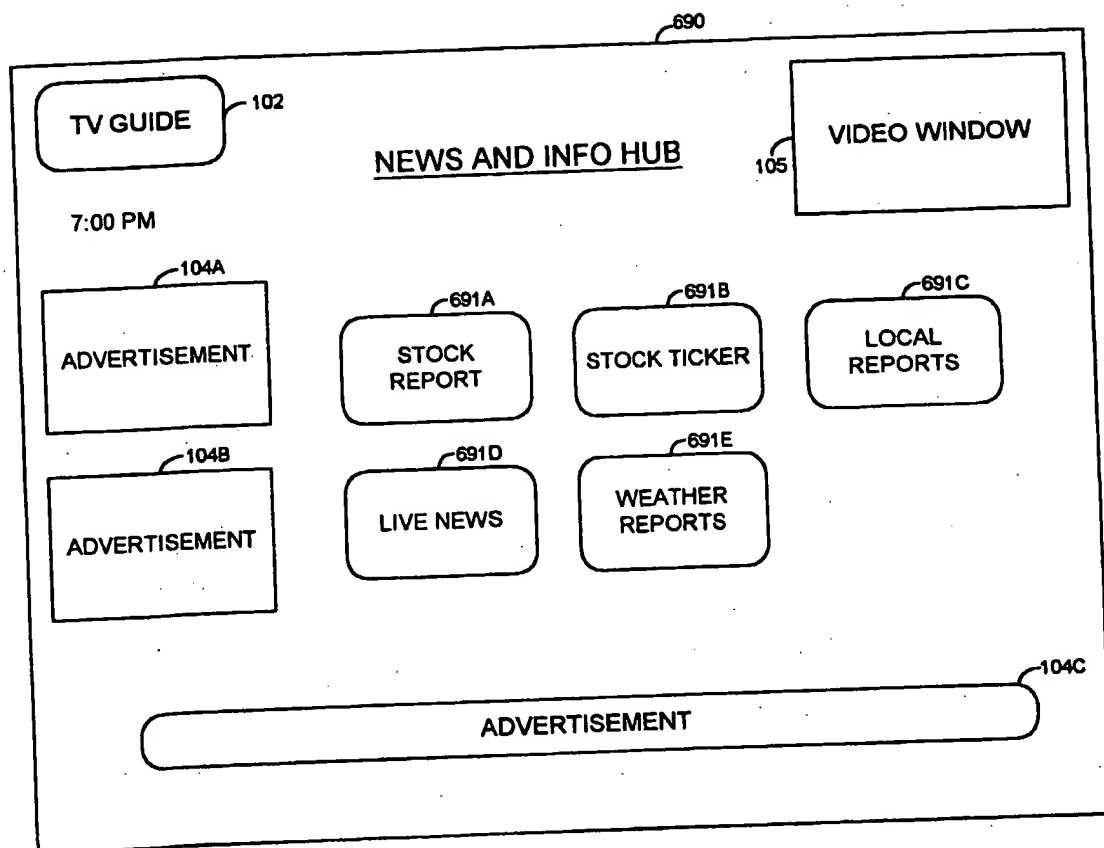 690
TV GUIDE
102
NEWS AND INFO HUB
105
VIDEO WINDOW
7:00 PM
104A
ADVERTISEMENT
691A
STOCK
REPORT
691B
STOCK TICKER
691C
LOCAL
REPORTS
104B
ADVERTISEMENT
691D
LIVE NEWS
691E
WEATHER
REPORTS
104C
ADVERTISEMENT